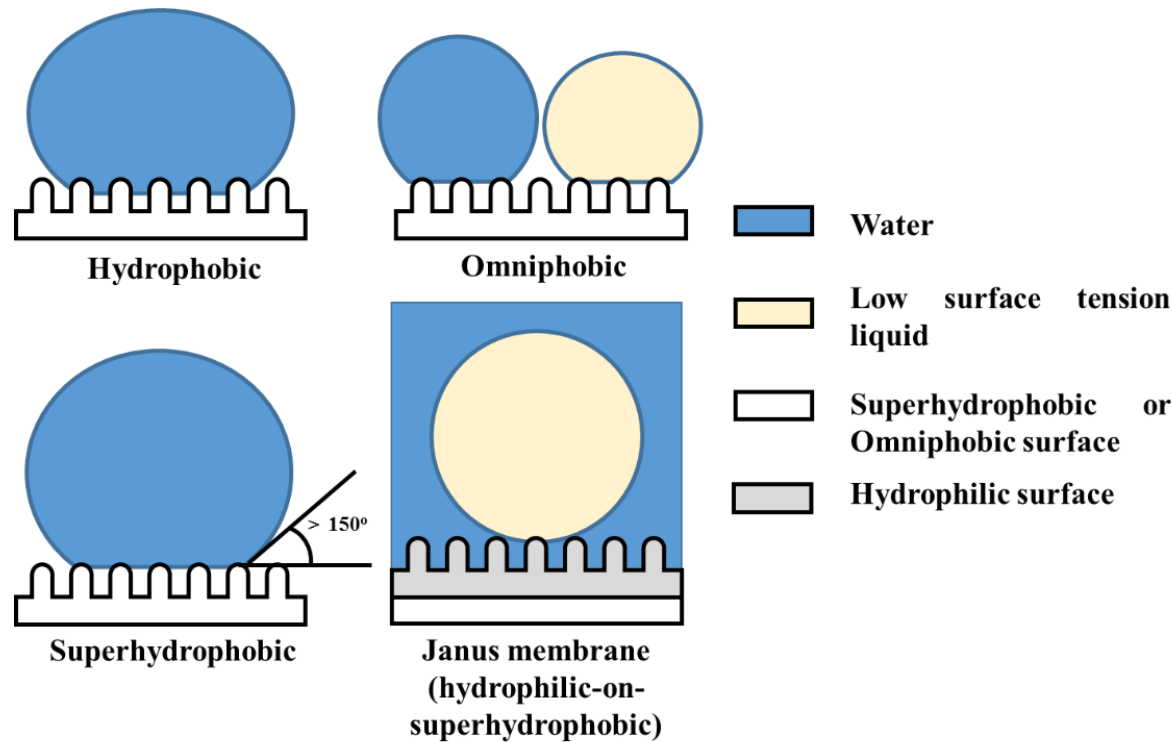 Hydrophobic
Omniphobic
> 150°
Superhydrophobic
Janus membrane
(hydrophilic-on-
superhydrophobic)
Water
Low surface tension
liquid
Superhydrophobic or
Omniphobic surface
Hydrophilic surface